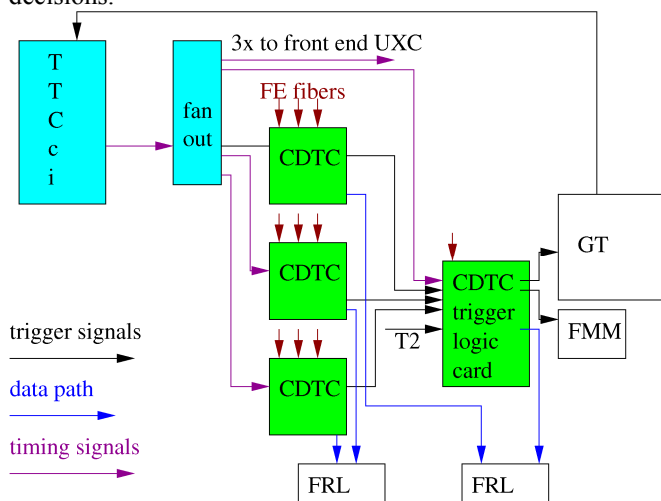 decisions.
T
T
C
c
i
fan
out
3x to front end UXC
FE fibers
CDTC
CDTC
CDTC
CDTC
trigger
logic
card
T2
GT
FMM
trigger signals
data path
timing signals
FRL
FRL